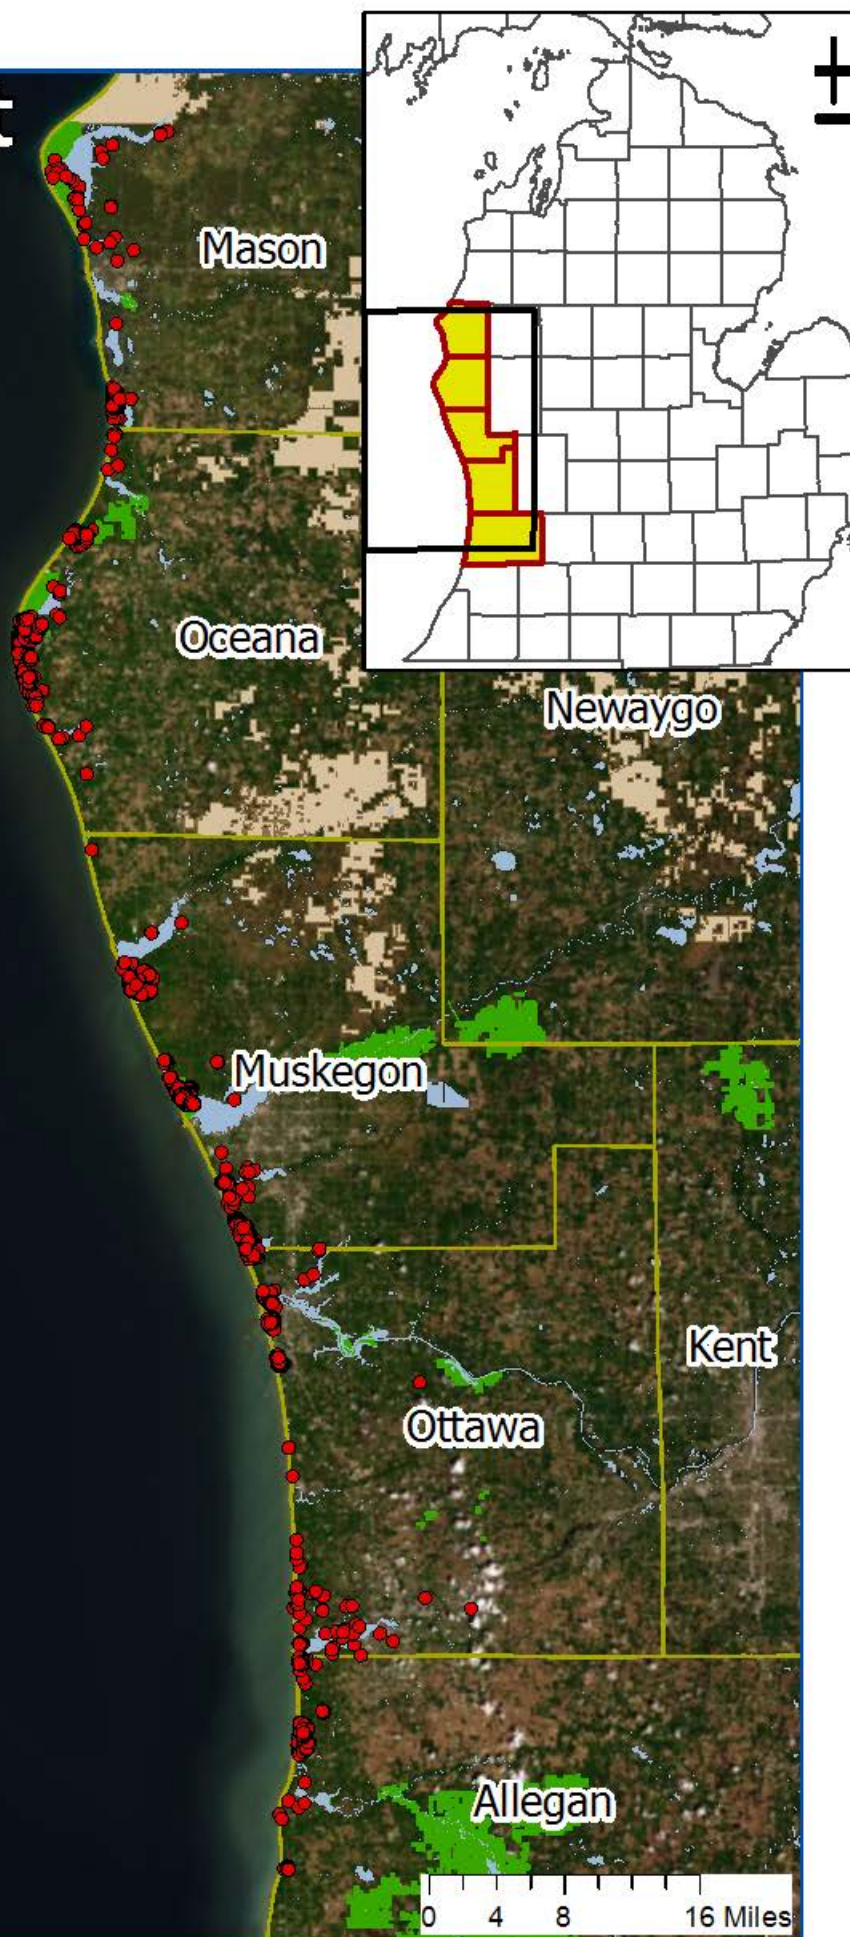 t
Mason
Oceana
Newaygo
Muskegon
Kent
Ottawa
Allegan
0 4 8 16 Miles